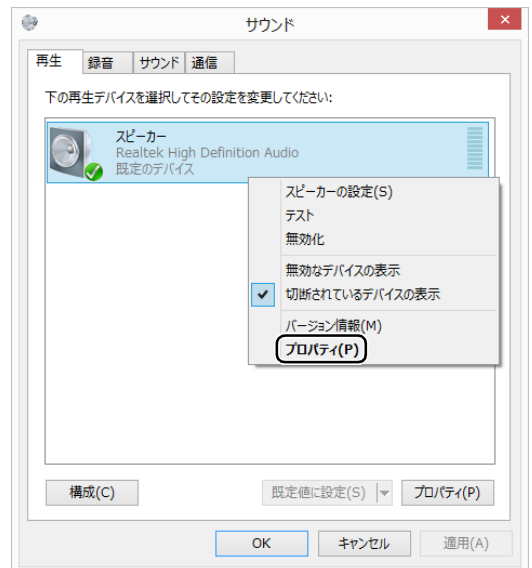 サウンド
再生 録音 サウンド 通信
下の再生デバイスを選択してその設定を変更してください:
スピーカー
Realtek High Definition Audio
既定のデバイス
スピーカーの設定(S)
テスト
無効化
無効なデバイスの表示
切断されているデバイスの表示
バージョン情報(M)
プロパティ(P)
構成(C) 既定値に設定(S) プロパティ(P)
OK キャンセル 適用(A)